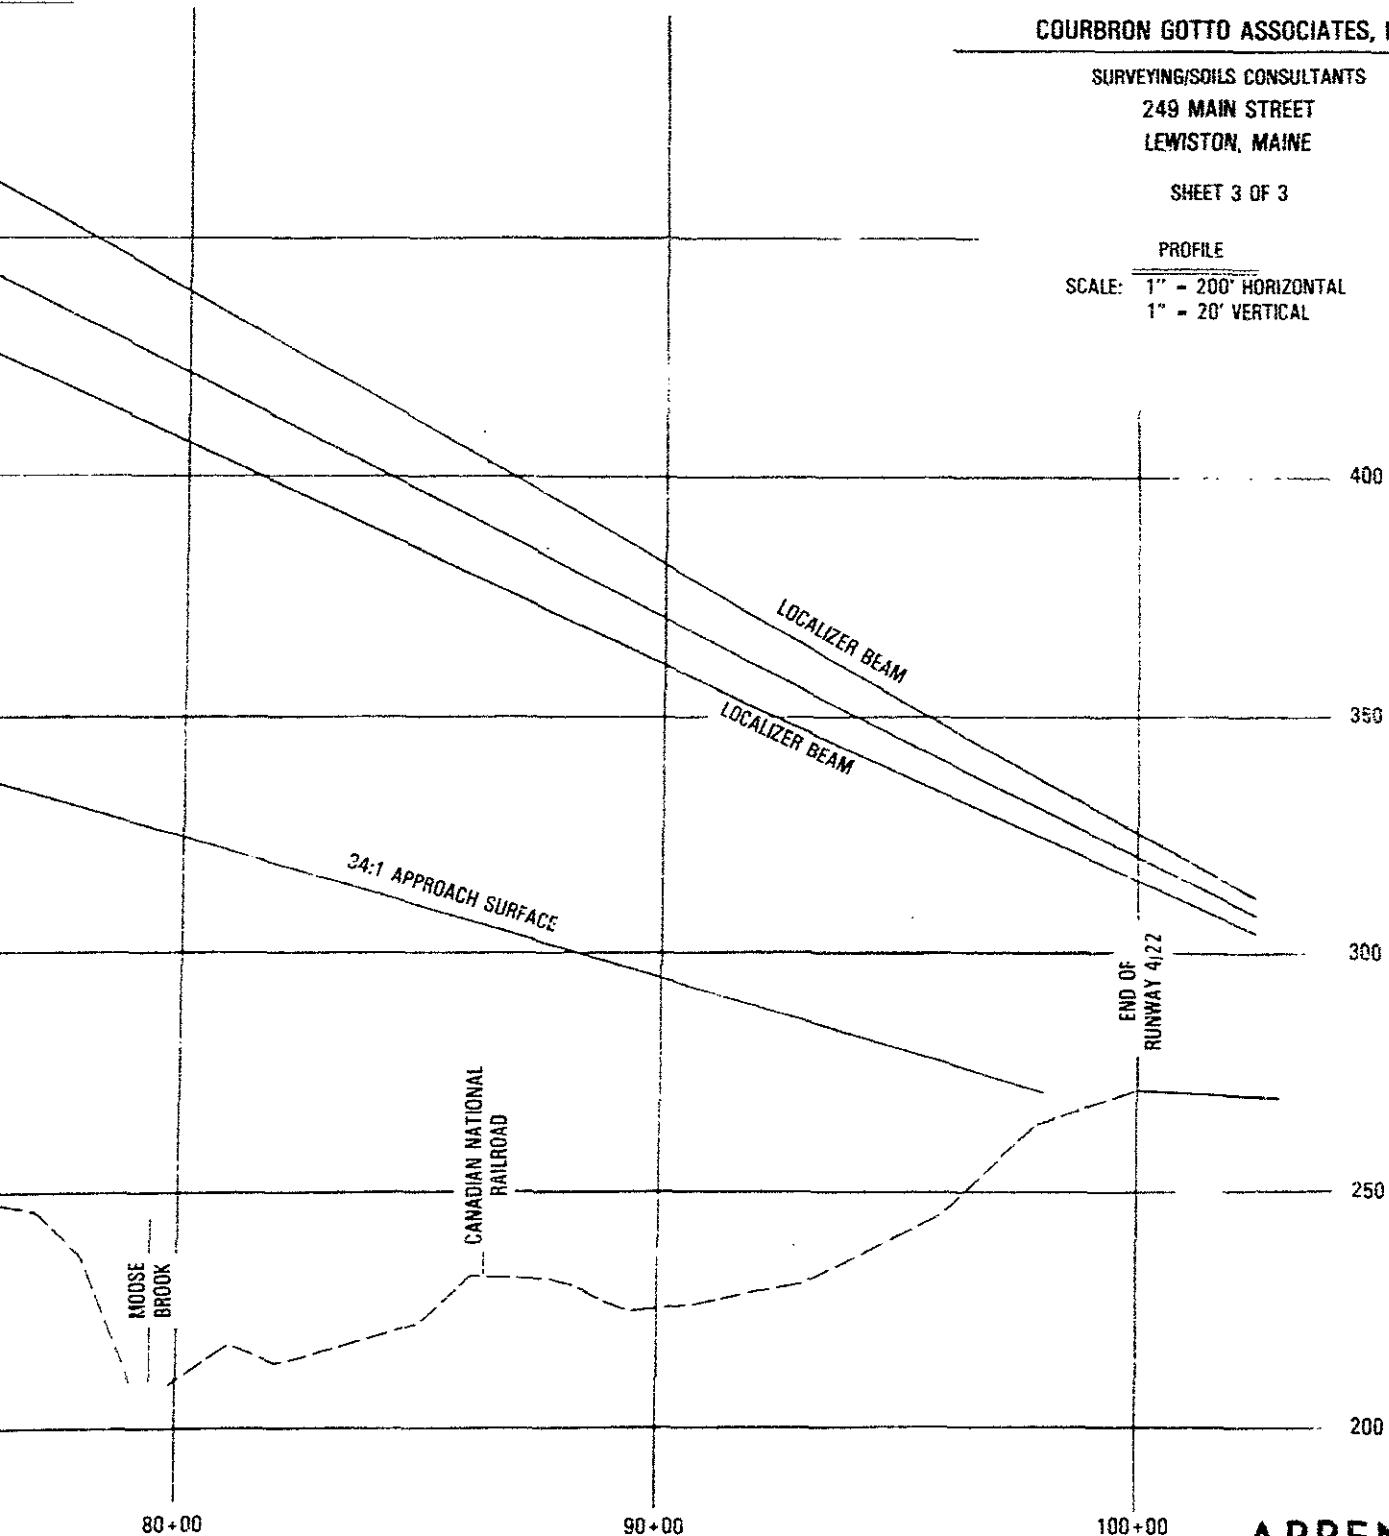 COURBRON GOTTO ASSOCIATES,
SURVEYING/SOILS CONSULTANTS
249 MAIN STREET
LEWISTON, MAINE
SHEET 3 OF 3
PROFILE
SCALE: 1" = 200' HORIZONTAL
1" = 20' VERTICAL
400
LOCALIZER BEAM
LOCALIZER BEAM
350
34:1 APPROACH SURFACE
300
END OF
RUNWAY 4/22
CANADIAN NATIONAL
RAILROAD
250
MOOSE
BROOK
200
80+00
90+00
100+00